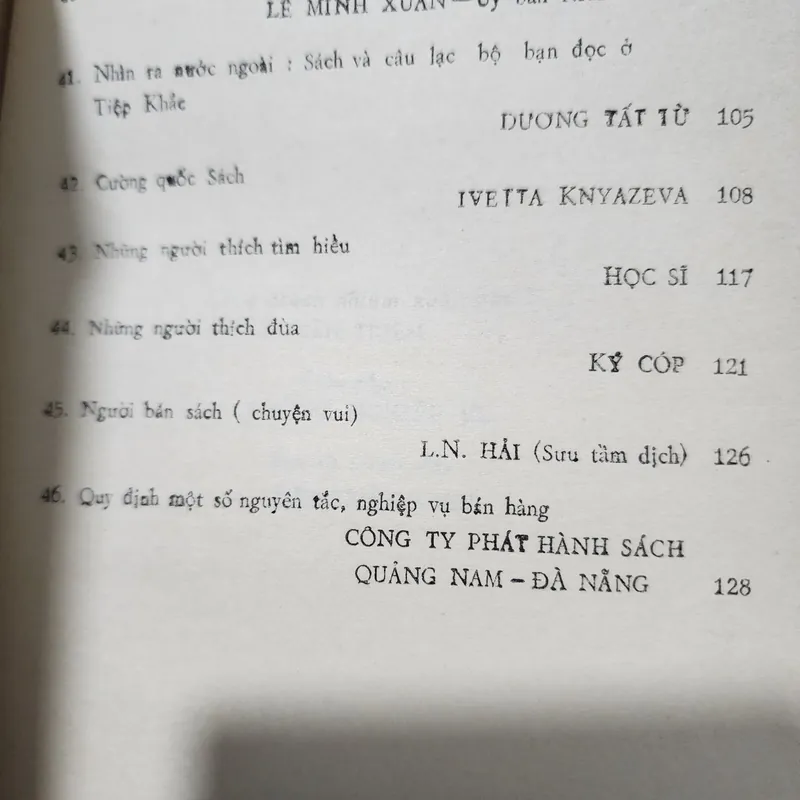 LÊ MINH XUÂN —
41. Nhìn ra nước ngoài : Sách và câu lạc bộ bạn đọc ở
Tiệp Khắc
DƯƠNG TẤT TỪ 105
42. Cường quốc Sách
IVETTA KNYAZEVA 108
43. Những người thích tìm hiểu
HỌC SĨ 117
44. Những người thích đùa
KÝ CÓP 121
45. Người bán sách ( chuyện vui)
L.N. HẢI (Sưu tầm dịch) 126
46. Quy định một số nguyên tắc, nghiệp vụ bán hàng
CÔNG TY PHÁT HÀNH SÁCH
QUẢNG NAM – ĐÀ NẴNG 128